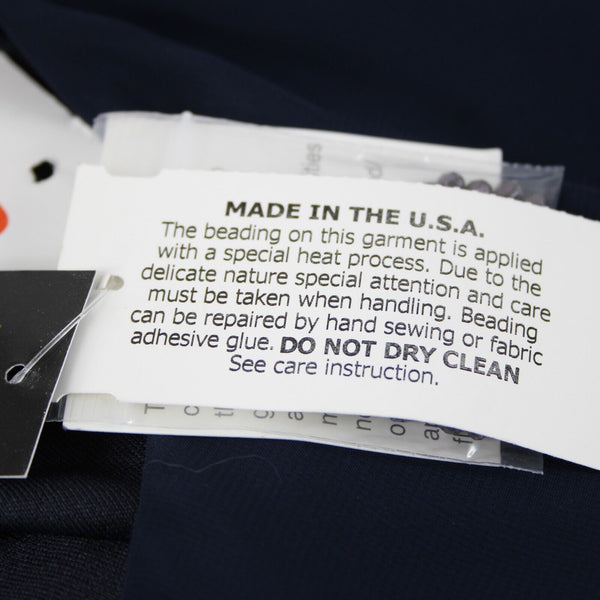 MADE IN THE U.S.A.
The beading on this garment is applied
with a special heat process. Due to the
delicate nature special attention and care
must be taken when handling. Beading
can be repaired by hand sewing or fabric
adhesive glue. DO NOT DRY CLEAN
See care instruction.